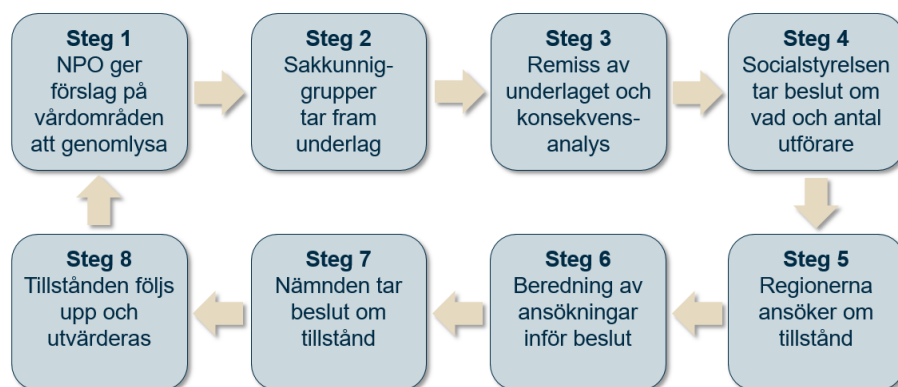 Steg 1
NPO ger
förslag på
vårdområden
att genomlysa
Steg 2
Sakkunnig-
grupper
tar fram
underlag
Steg 3
Remiss av
underlaget och
konsekvens-
analys
Steg 4
Socialstyrelsen
tar beslut om
vad och antal
utförare
Steg 5
Regionerna
ansöker om
tillstånd
Steg 6
Beredning av
ansökningar
inför beslut
Steg 7
Nämnden tar
beslut om
tillstånd
Steg 8
Tillstånden följs
upp och
utvärderas